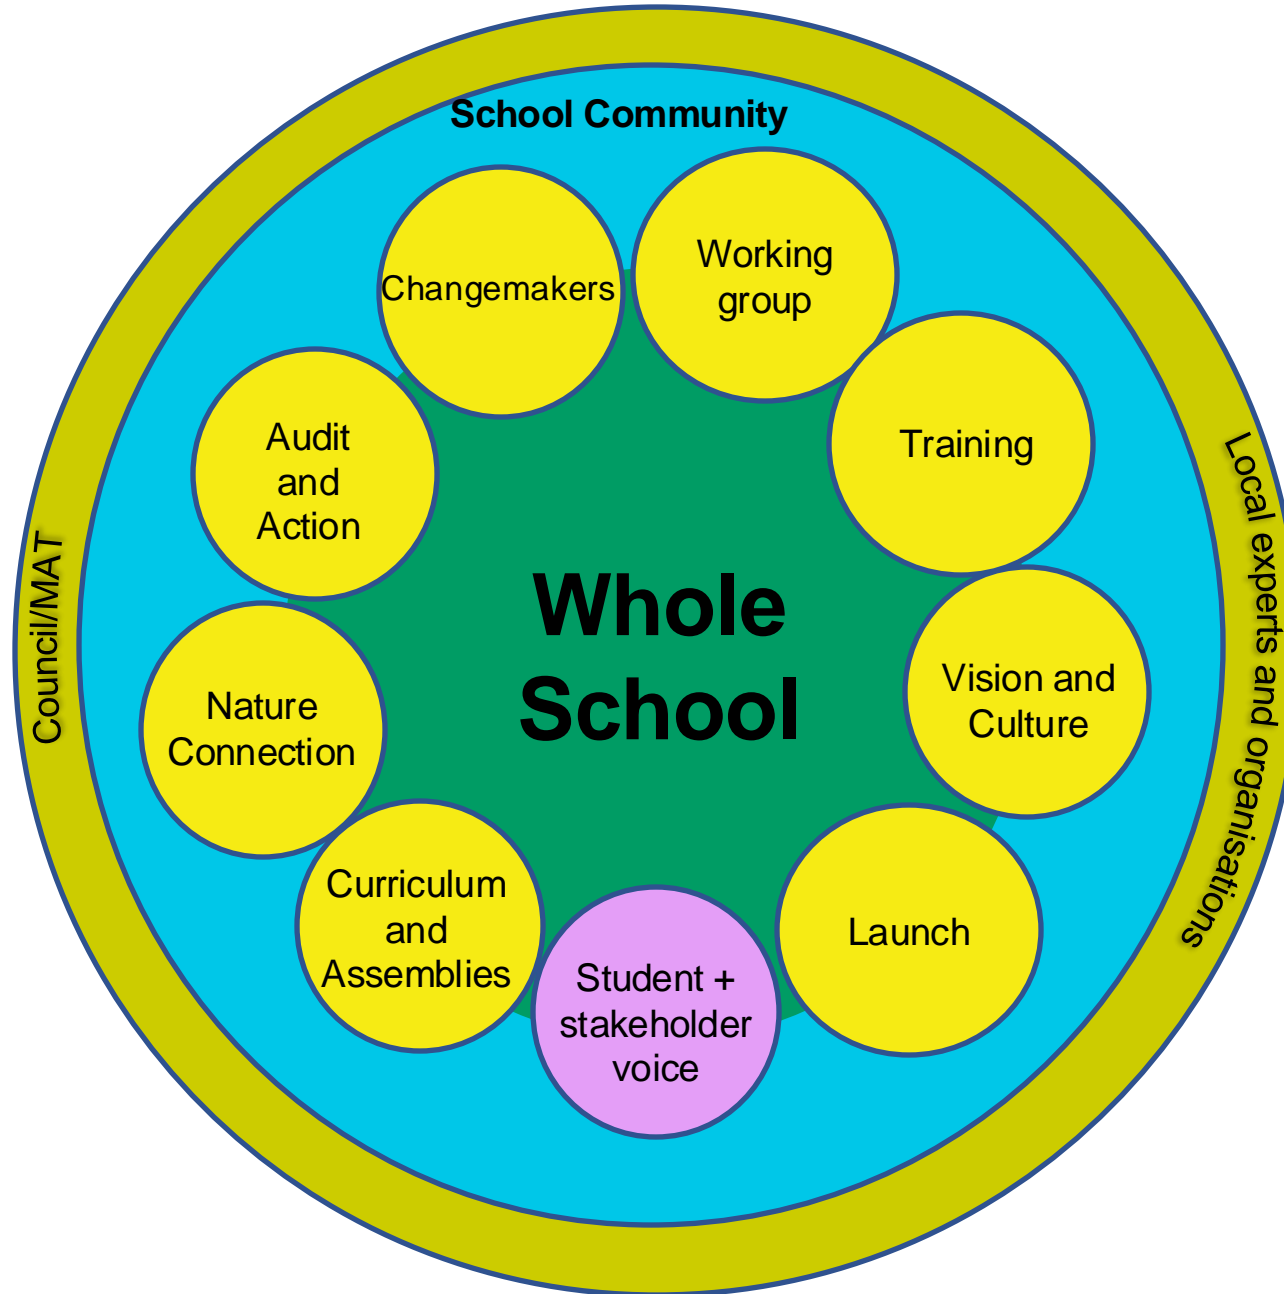 School Community
Changemakers
Working
group
Training
Audit
and
Action
Whole
School
Vision and
Culture
Nature
Connection
Curriculum
and
Assemblies
Student +
stakeholder
voice
Launch
Council/MAT
Local experts and organisations